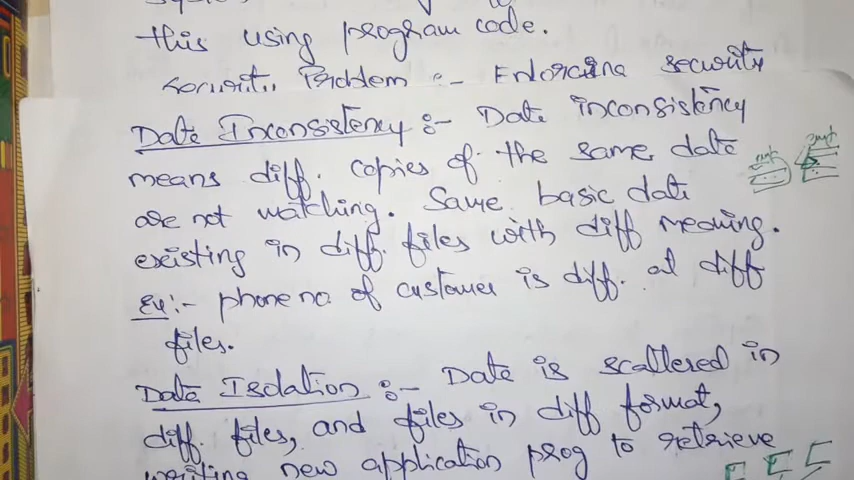 this using program code.
Security Problem :- Enforcing security
Data Inconsistency :- Data inconsistency
means diff. copies of the same data
are not matching. Same basic data
existing in diff. files with diff meaning.
Ex :- phone no of customer is diff. at diff
files.
Data Isolation :- Data is scattered in
diff. files, and files in diff format,
writing new application prog to retrieve